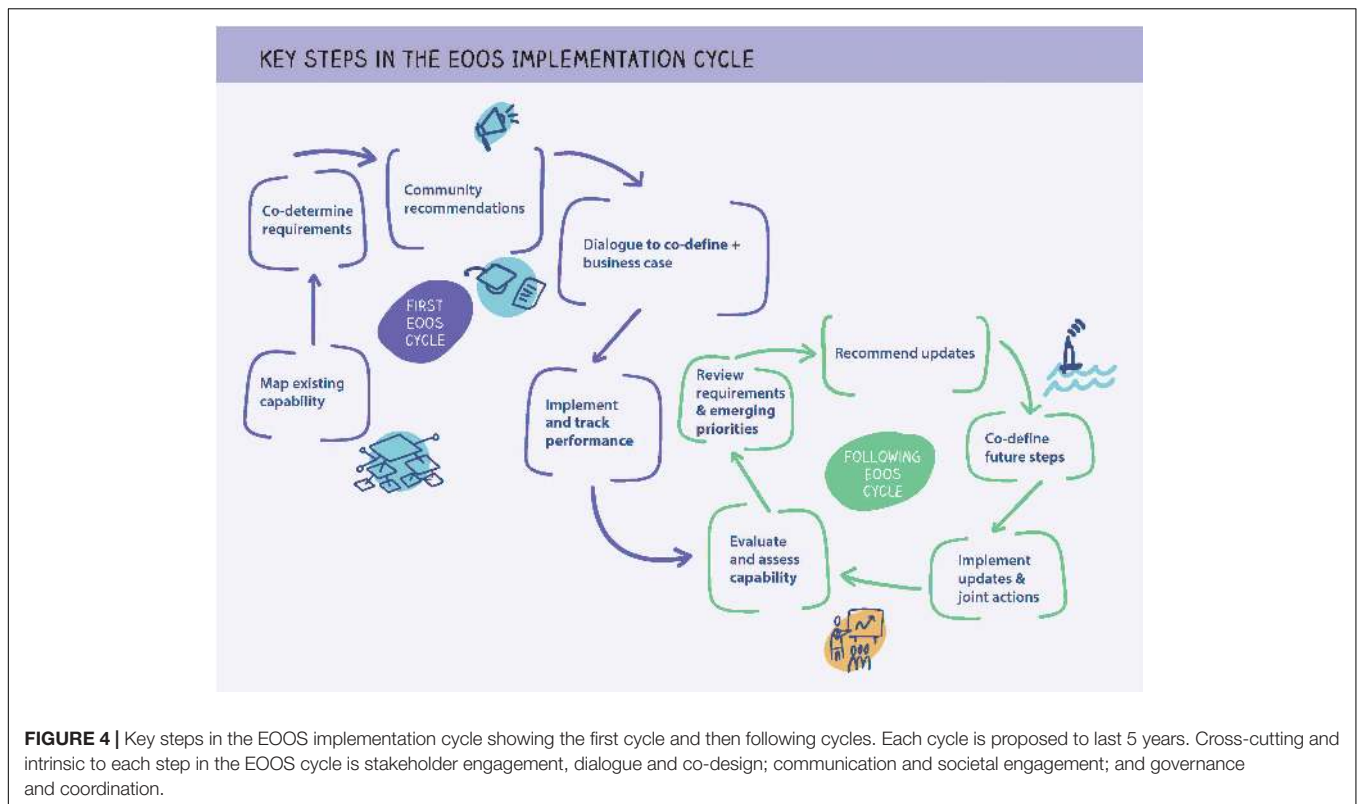 KEY STEPS IN THE EOOS IMPLEMENTATION CYCLE
Co-determine
requirements
Community
recommendations
Dialogue to co-define +
business case
FIRST
EOOS
CYCLE
Map existing
capability
Implement
and track
performance
Review
requirements
& emerging
priorities
Recommend updates
Co-define
future steps
FOLLOWING
EOOS
CYCLE
Evaluate
and assess
capability
Implement
updates &
joint actions
FIGURE 4 | Key steps in the EOOS implementation cycle showing the first cycle and then following cycles. Each cycle is proposed to last 5 years. Cross-cutting and
intrinsic to each step in the EOOS cycle is stakeholder engagement, dialogue and co-design; communication and societal engagement; and governance
and coordination.